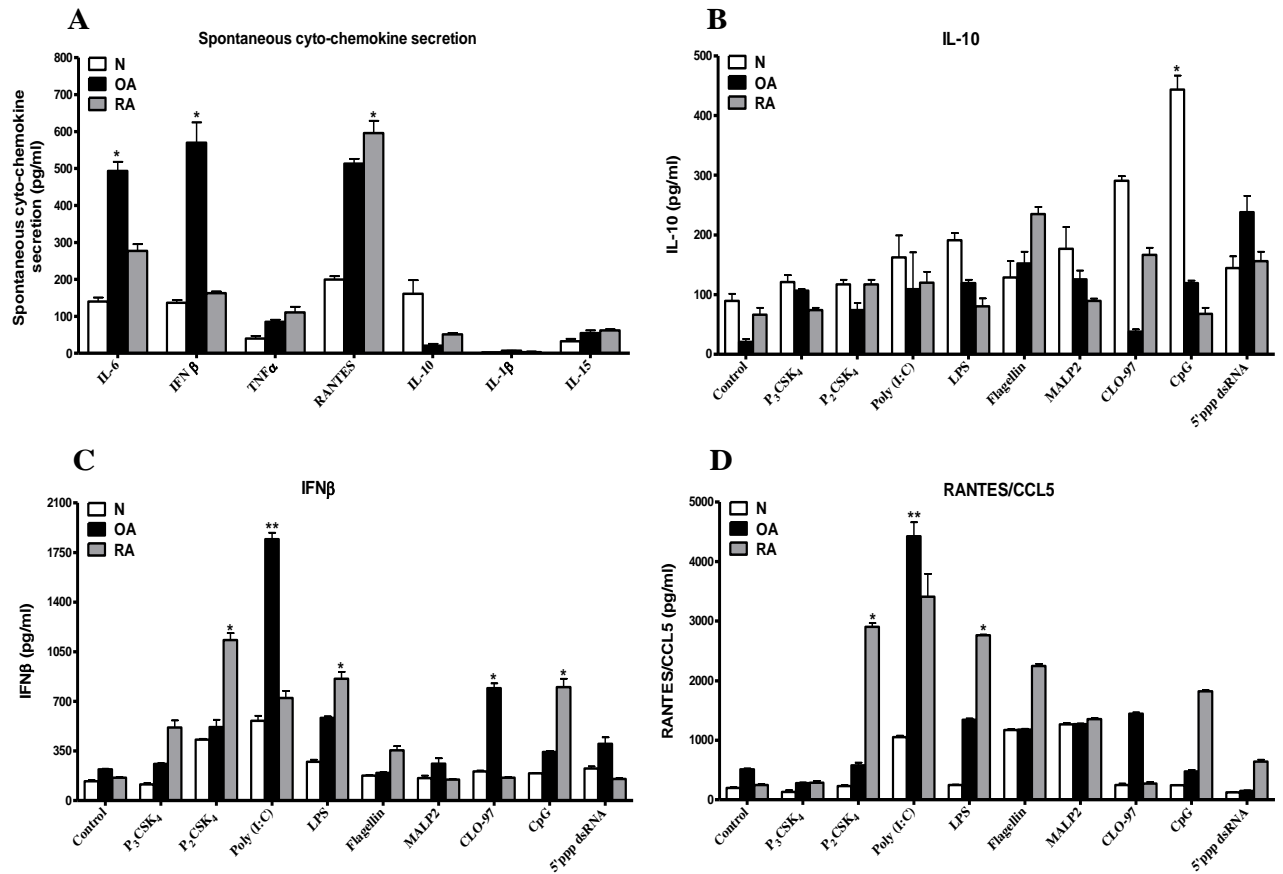 A
Spontaneous cyto-chemokine secretion
Spontaneous cyto-chemokine
secretion (pg/ml)
800
700
600
500
400
300
200
100
0
N
OA
RA
*
*
*
IL-6
IFN β
TNFα
RANTES
IL-10
IL-1β
IL-15
B
IL-10
IL-10 (pg/ml)
500
400
300
200
100
0
N
OA
RA
*
Control
P₃CSK₄
P₂CSK₄
Poly (I:C)
LPS
Flagellin
MALP2
CLO-97
CpG
5'ppp dsRNA
C
IFNβ
IFNβ (pg/ml)
2100
1750
1400
1050
700
350
0
N
OA
RA
*
**
*
*
*
Control
P₃CSK₄
P₂CSK₄
Poly (I:C)
LPS
Flagellin
MALP2
CLO-97
CpG
5'ppp dsRNA
D
RANTES/CCL5
RANTES/CCL5 (pg/ml)
5000
4000
3000
2000
1000
0
N
OA
RA
*
**
*
Control
P₃CSK₄
P₂CSK₄
Poly (I:C)
LPS
Flagellin
MALP2
CLO-97
CpG
5'ppp dsRNA